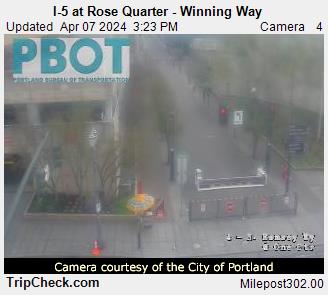 I-5 at Rose Quarter - Winning Way
Updated Apr 07 2024 3:23 PM Camera 4
PBOT
PORTLAND BUREAU OF TRANSPORTATION
Camera courtesy of the City of Portland
TripCheck.com Milepost302.00